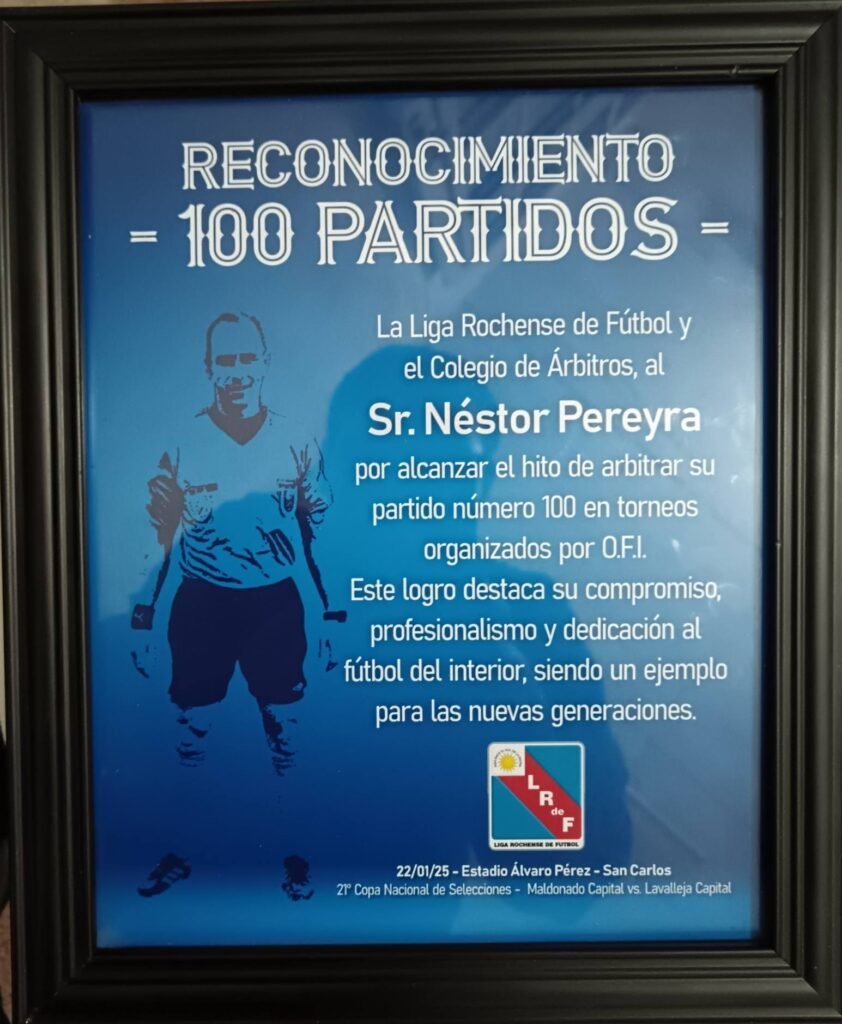 RECONOCIMIENTO
- 100 PARTIDOS -
La Liga Rochense de Fútbol y
el Colegio de Árbitros, al
Sr. Néstor Pereyra
por alcanzar el hito de arbitrar su
partido número 100 en torneos
organizados por O.F.I.
Este logro destaca su compromiso,
profesionalismo y dedicación al
fútbol del interior, siendo un ejemplo
para las nuevas generaciones.
L
R
de
F
LIGA ROCHENSE DE FUTBOL
22/01/25 - Estadio Álvaro Pérez - San Carlos
21° Copa Nacional de Selecciones - Maldonado Capital vs. Lavalleja Capital